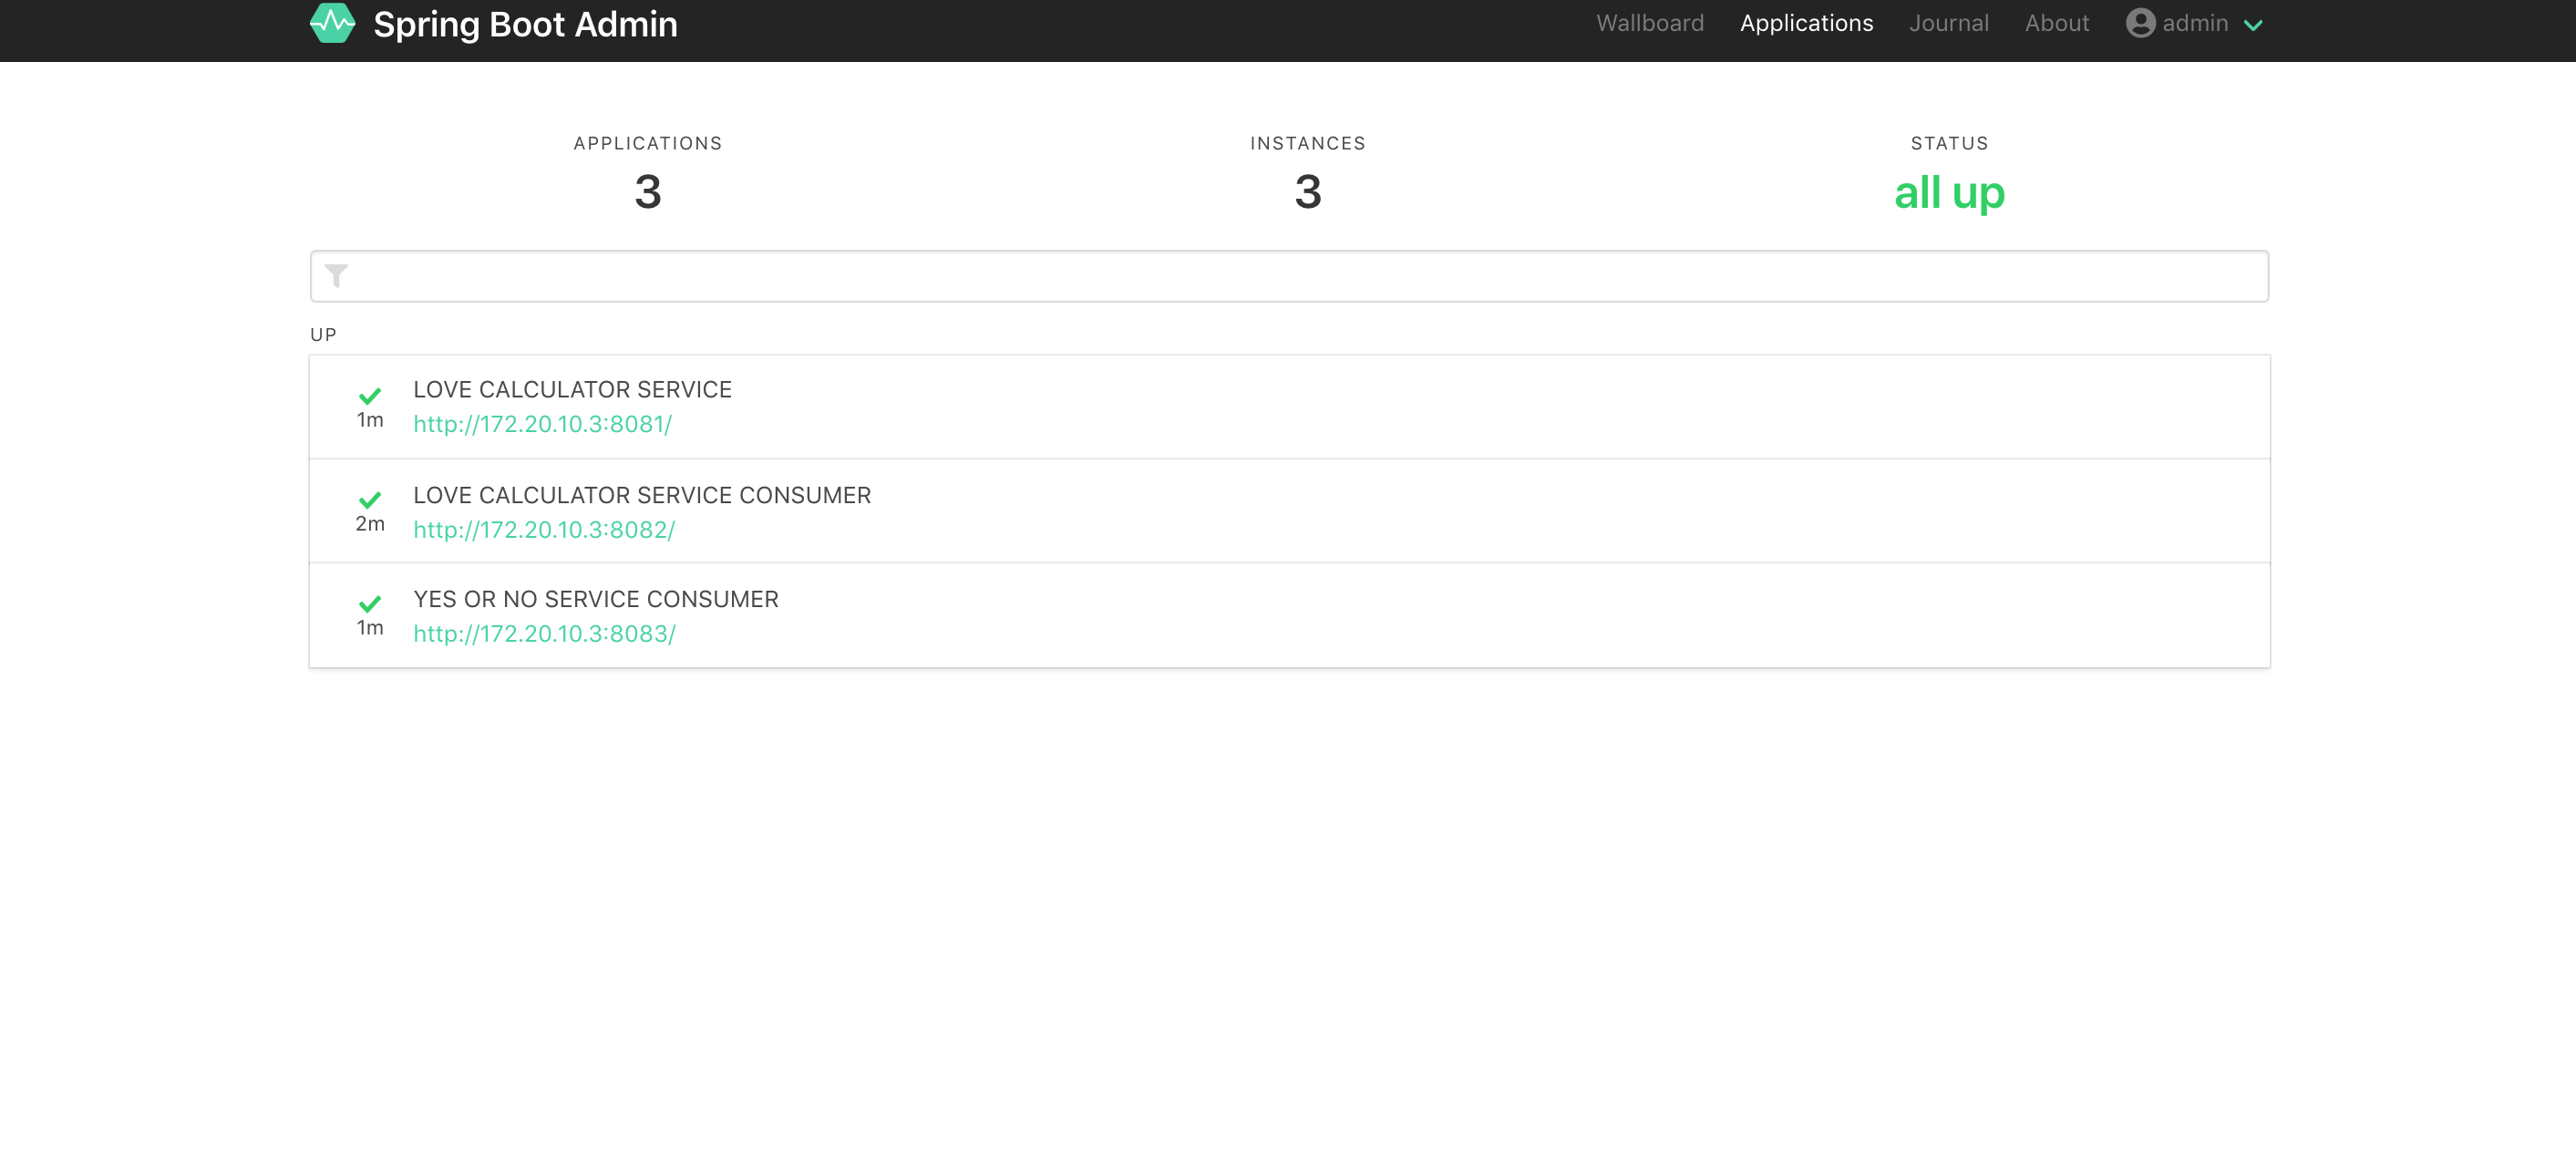 Spring Boot Admin
Wallboard Applications Journal About admin
APPLICATIONS INSTANCES STATUS
3 3 all up
UP
LOVE CALCULATOR SERVICE
1m http://172.20.10.3:8081/
LOVE CALCULATOR SERVICE CONSUMER
2m http://172.20.10.3:8082/
YES OR NO SERVICE CONSUMER
1m http://172.20.10.3:8083/